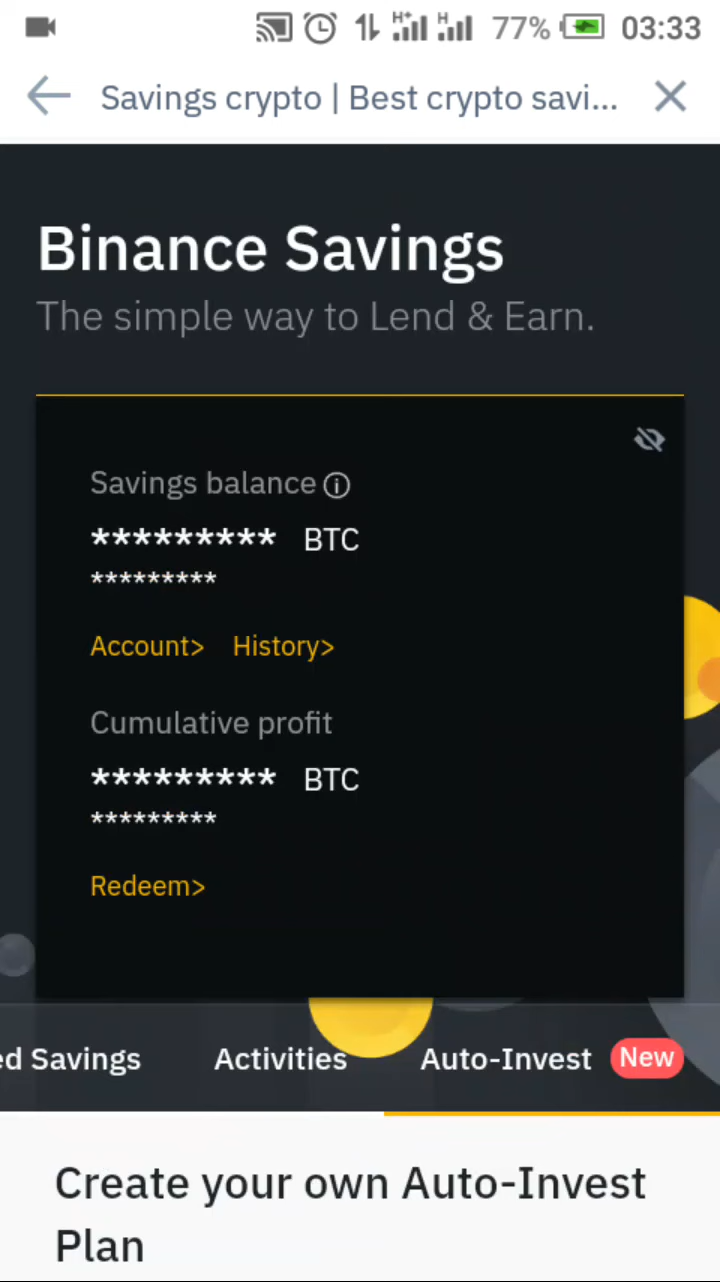 H+ H 77% 03:33
Savings crypto | Best crypto savi...
Binance Savings
The simple way to Lend & Earn.
Savings balance
********* BTC
*********
Account> History>
Cumulative profit
********* BTC
*********
Redeem>
ed Savings Activities Auto-Invest New
Create your own Auto-Invest
Plan